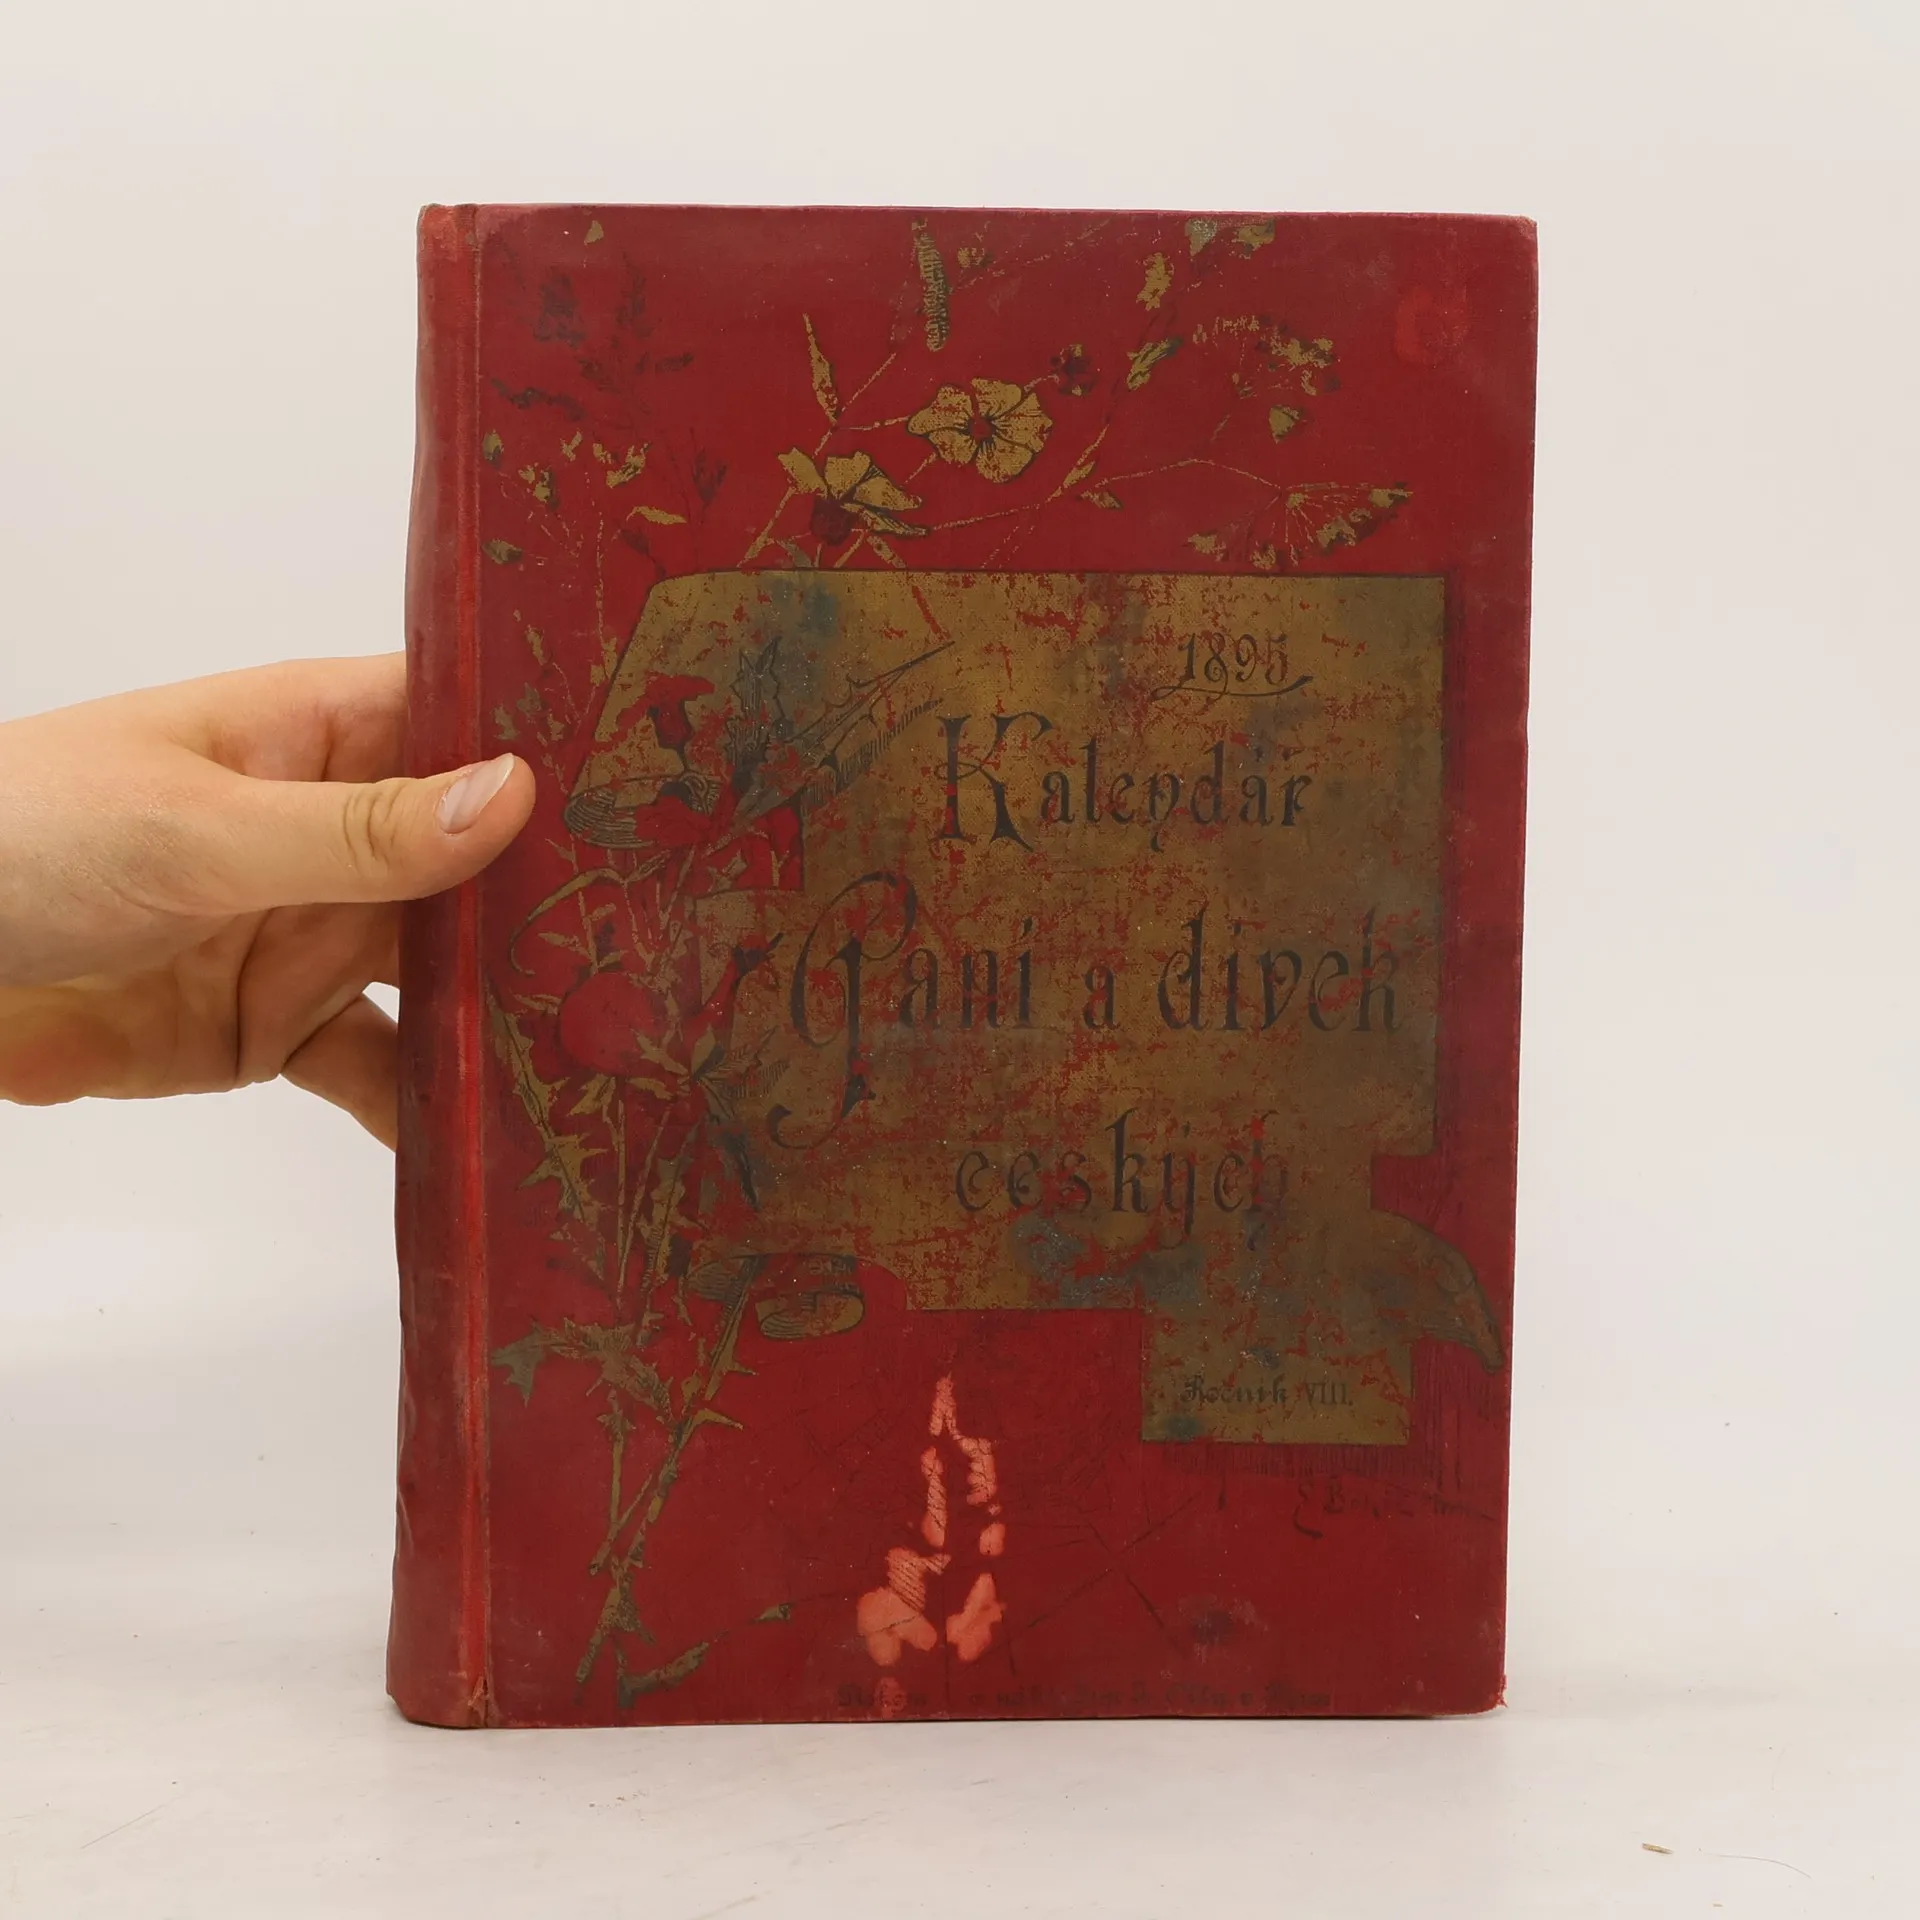 1895
Kalendář
Paní a dívek
českých
Ročník VIII.